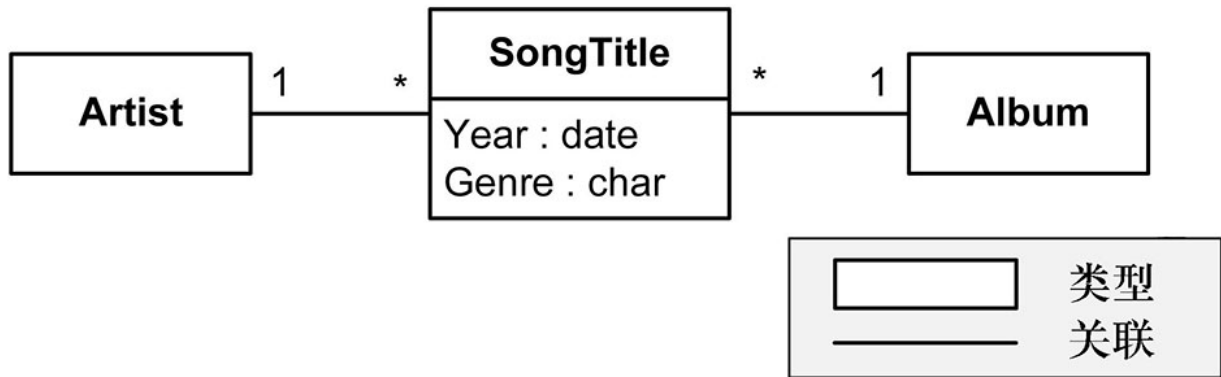 Artist
1
*
SongTitle
Year : date
Genre : char
*
1
Album
类型
关联